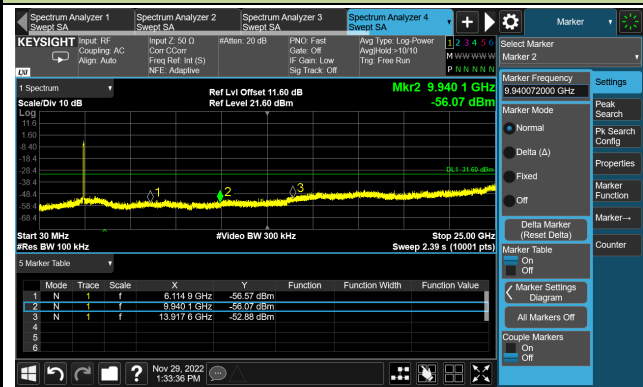 Spectrum Analyzer 1
Swept SA
Spectrum Analyzer 2
Swept SA
Spectrum Analyzer 3
Swept SA
Spectrum Analyzer 4
Swept SA
Marker
KEYSIGHT
Input: RF
Coupling: AC
Align: Auto
Input Z: 50 Ω
Corr CCorr
Freq Ref: Int (S)
NFE: Adaptive
#Atten: 20 dB
PNO: Fast
Gate: Off
IF Gain: Low
Sig Track: Off
Avg Type: Log-Power
Avg|Hold:>10/10
Trig: Free Run
1 2 3 4 5 6
M W W W W W
P N N N N N
LXI
Select Marker
Marker 2
1 Spectrum
Scale/Div 10 dB
Ref Lvl Offset 11.60 dB
Ref Level 21.60 dBm
Mkr2 9.940 1 GHz
-56.07 dBm
Log
11.6
1.60
-8.40
-18.4
-28.4
-38.4
-48.4
-58.4
-68.4
DL1 -31.60 dBm
1
2
3
Start 30 MHz
#Video BW 300 kHz
Stop 25.00 GHz
#Res BW 100 kHz
Sweep 2.39 s (10001 pts)
5 Marker Table
Mode Trace Scale X Y Function Function Width Function Value
1 N 1 f 6.114 9 GHz -56.57 dBm
2 N 1 f 9.940 1 GHz -56.07 dBm
3 N 1 f 13.917 6 GHz -52.88 dBm
4
5
6
Marker Frequency
9.940072000 GHz
Marker Mode
Normal
Delta (Δ)
Fixed
Off
Delta Marker
(Reset Delta)
Marker Table
On
Off
Marker Settings
Diagram
All Markers Off
Couple Markers
On
Off
Settings
Peak
Search
Pk Search
Config
Properties
Marker
Function
Marker→
Counter
Nov 29, 2022
1:33:36 PM